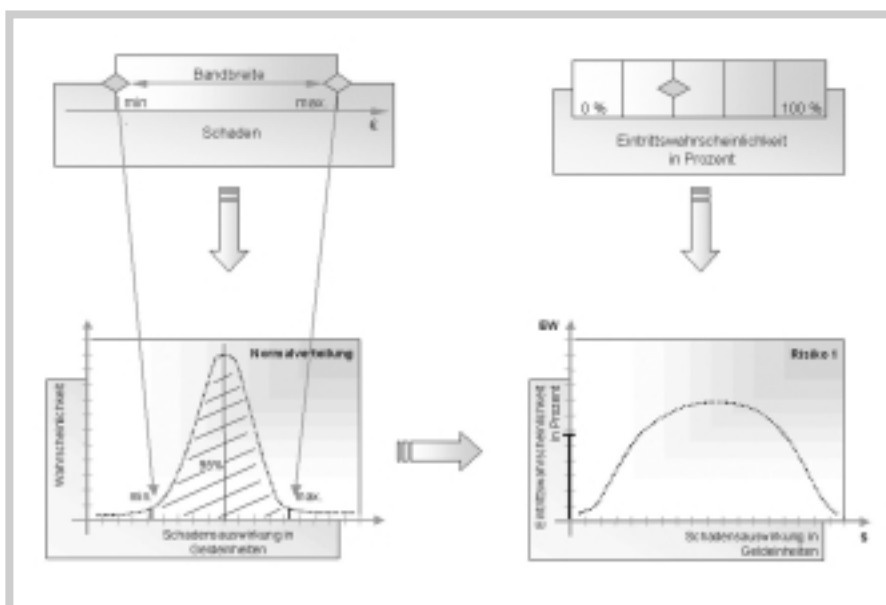 Bandbreite
min
max.
€
Schaden
0 %
100 %
Eintrittswahrscheinlichkeit
in Prozent
Normalverteilung
Wahrscheinlichkeit
min
max.
Schadensauswirkung in
Geldeinheiten
EW
Risiko 1
Eintrittswahrscheinlichkeit
in Prozent
Schadensauswirkung in
Geldeinheiten
S